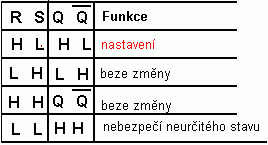 R S Q Q̅ Funkce
H L H L nastavení
L H L H beze změny
H H Q Q̅ beze změny
L L H H nebezpečí neurčitého stavu